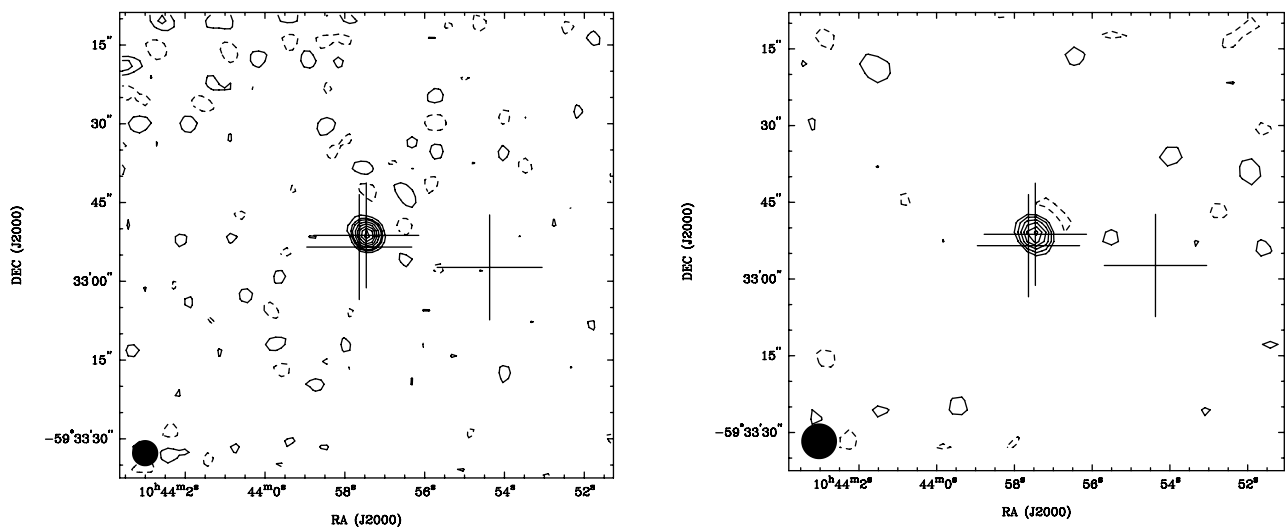 15"
30"
45"
33'00"
15"
-59°33'30"
DEC (J2000)
10ʰ44ᵐ2ˢ
44ᵐ0ˢ
58ˢ
56ˢ
54ˢ
52ˢ
RA (J2000)
15"
30"
45"
33'00"
15"
-59°33'30"
DEC (J2000)
10ʰ44ᵐ2ˢ
44ᵐ0ˢ
58ˢ
56ˢ
54ˢ
52ˢ
RA (J2000)